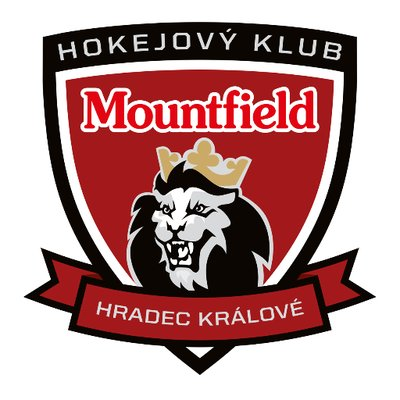 HOKEJOVÝ KLUB
Mountfield
HRADEC KRÁLOVÉ